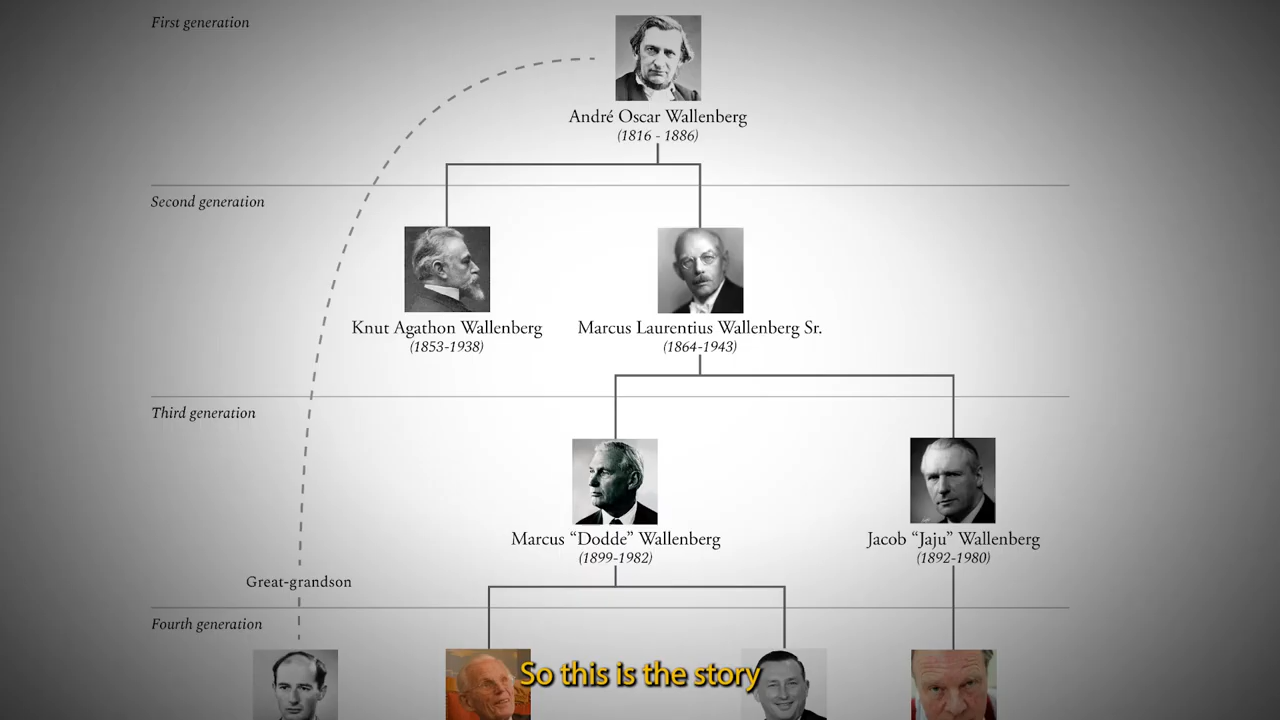 First generation
André Oscar Wallenberg
(1816 - 1886)
Second generation
Knut Agathon Wallenberg
(1853-1938)
Marcus Laurentius Wallenberg Sr.
(1864-1943)
Third generation
Marcus “Dodde” Wallenberg
(1899-1982)
Jacob “Jaju” Wallenberg
(1892-1980)
Great-grandson
Fourth generation
So this is the story